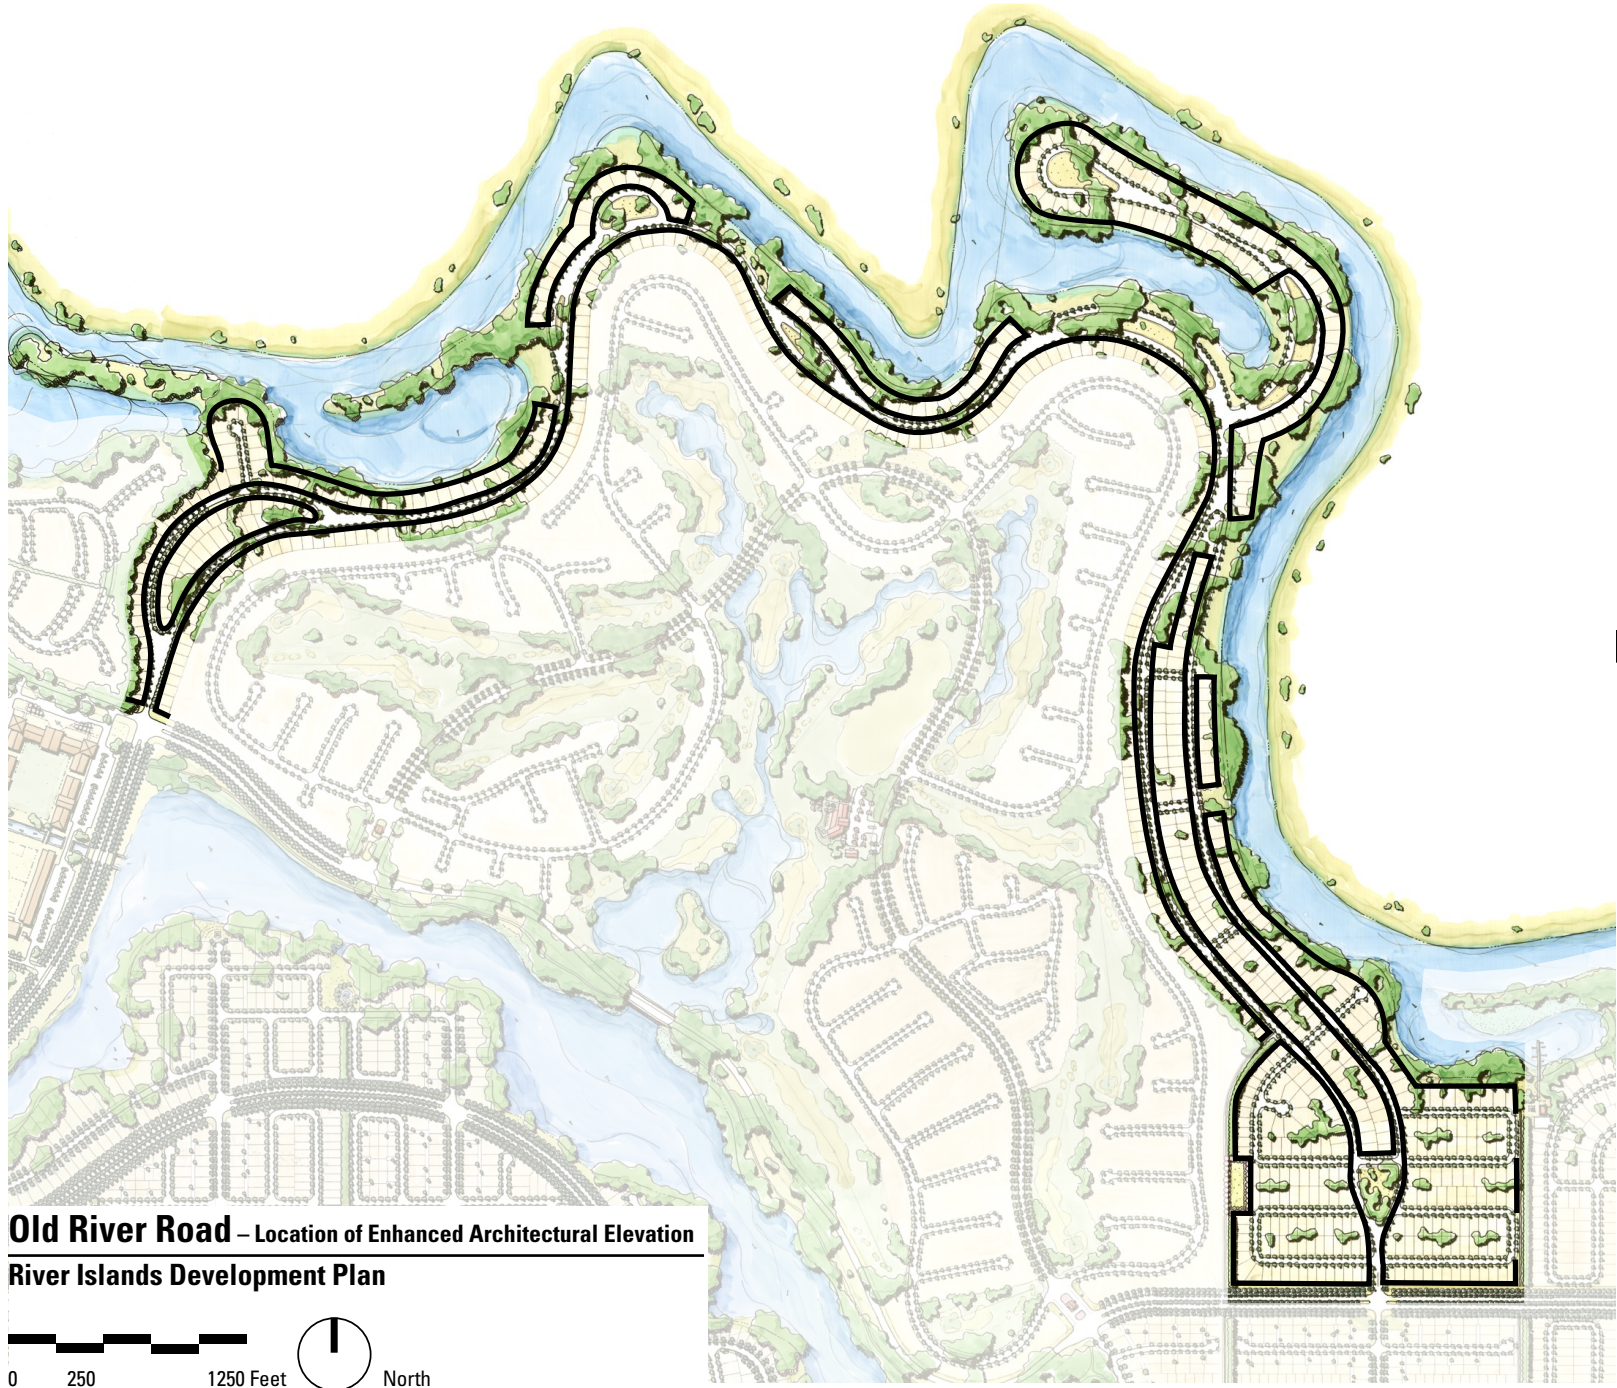 Old River Road – Location of Enhanced Architectural Elevation
River Islands Development Plan
0 250 1250 Feet North